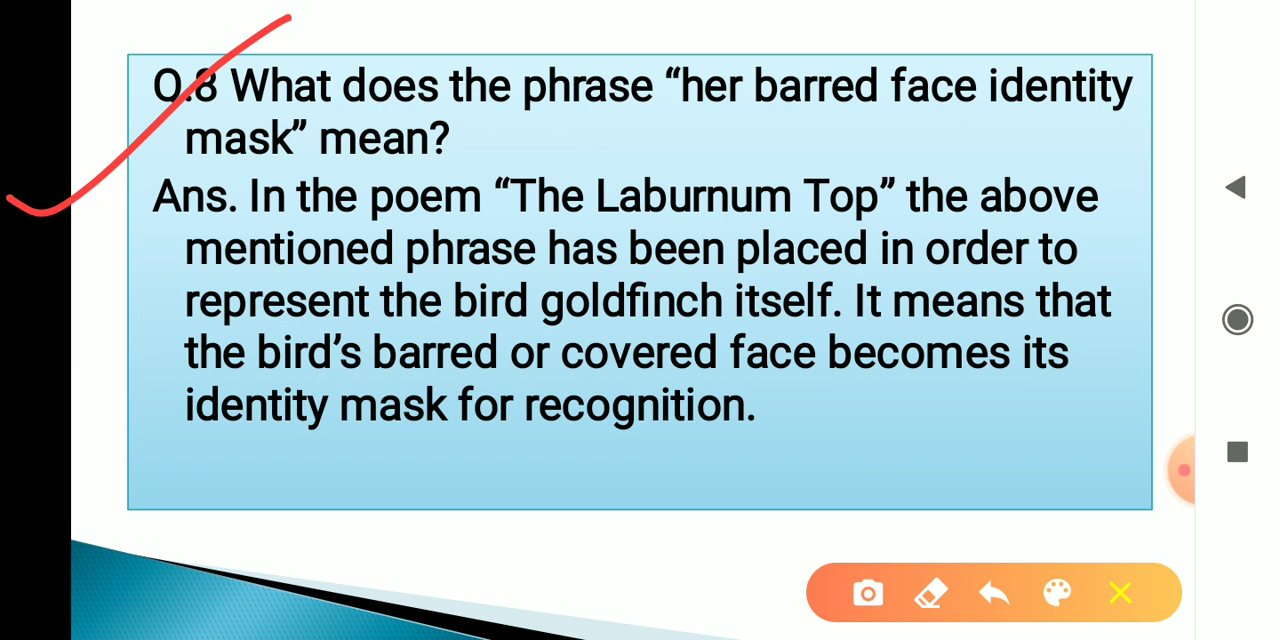 Q.8 What does the phrase “her barred face identity
mask” mean?
Ans. In the poem “The Laburnum Top” the above
mentioned phrase has been placed in order to
represent the bird goldfinch itself. It means that
the bird’s barred or covered face becomes its
identity mask for recognition.